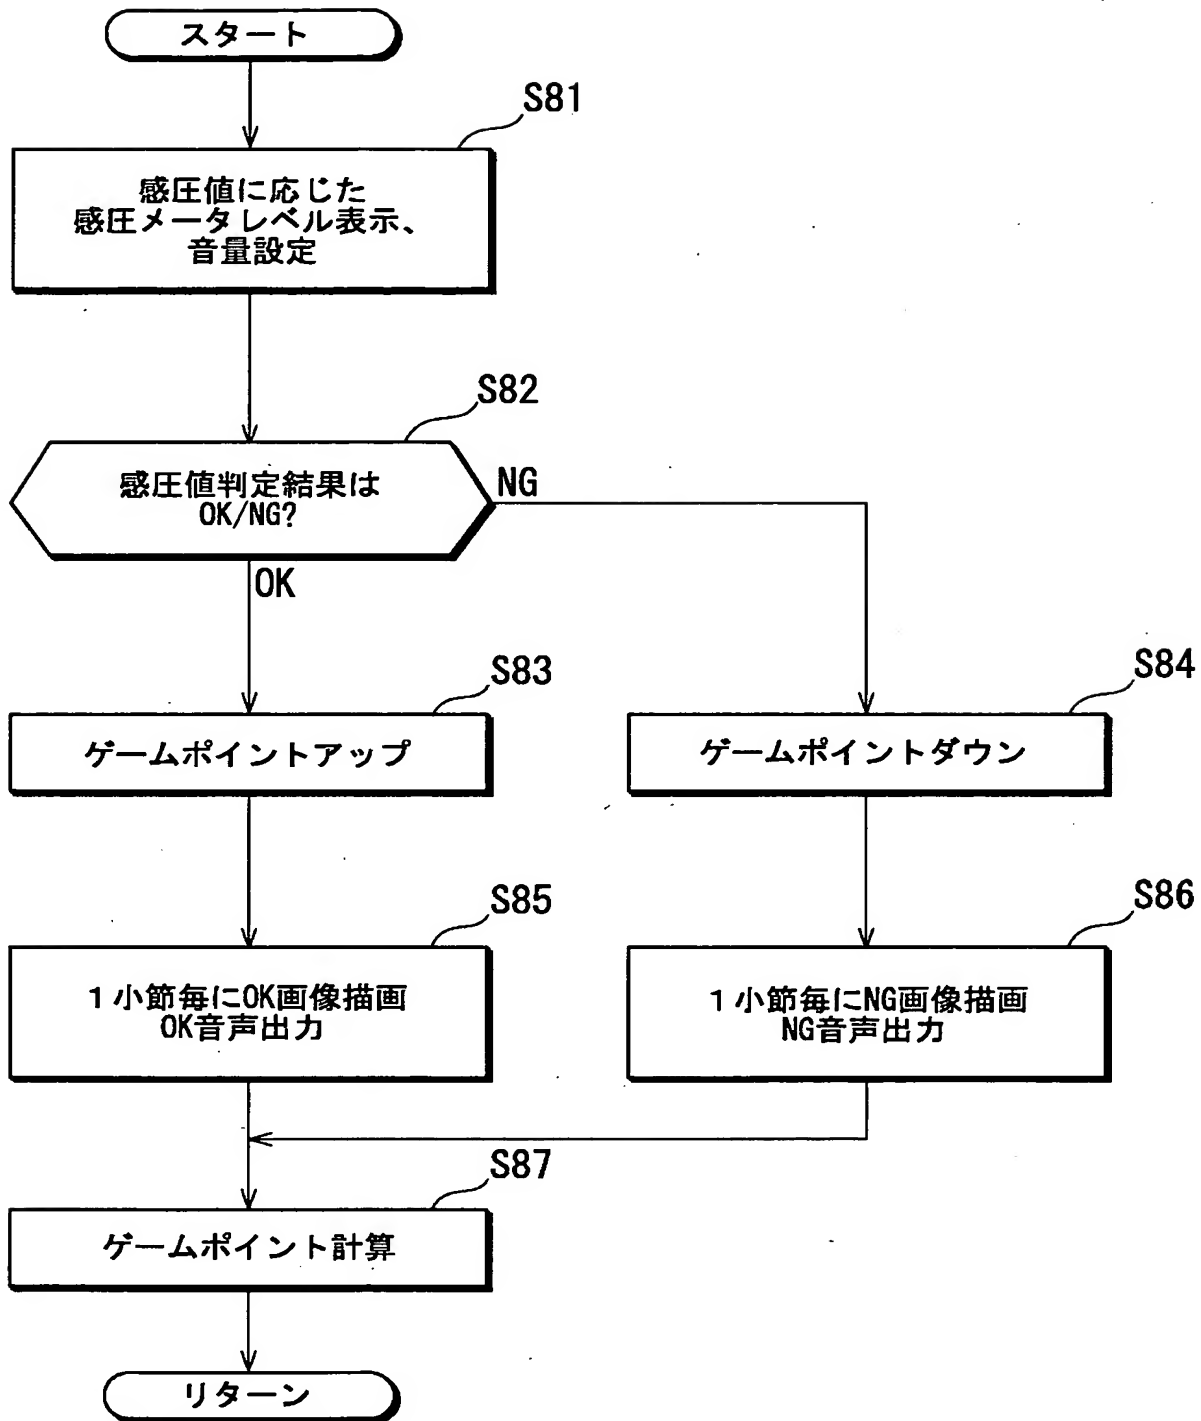 スタート
S81
感圧値に応じた
感圧メータレベル表示、
音量設定
S82
感圧値判定結果は
OK/NG?
NG
OK
S83
ゲームポイントアップ
S84
ゲームポイントダウン
S85
1小節毎にOK画像描画
OK音声出力
S86
1小節毎にNG画像描画
NG音声出力
S87
ゲームポイント計算
リターン